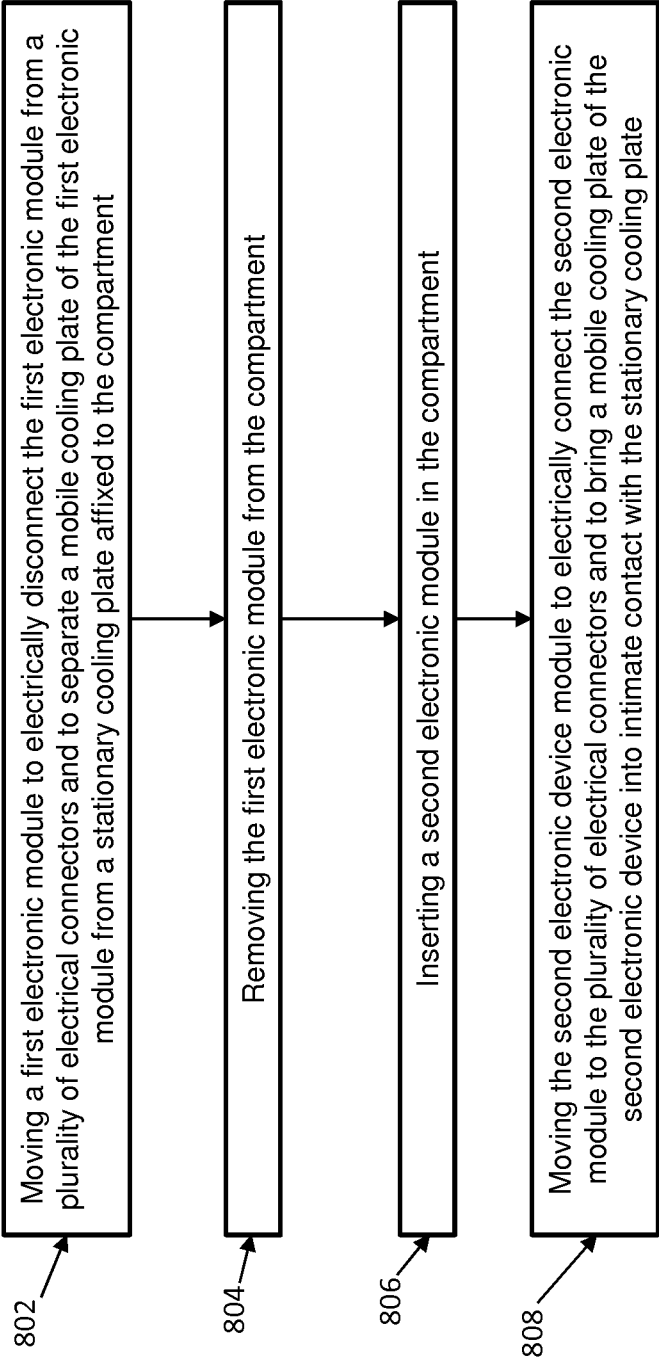 802
Moving a first electronic module to electrically disconnect the first electronic module from a
plurality of electrical connectors and to separate a mobile cooling plate of the first electronic
module from a stationary cooling plate affixed to the compartment
804
Removing the first electronic module from the compartment
806
Inserting a second electronic module in the compartment
808
Moving the second electronic device module to electrically connect the second electronic
module to the plurality of electrical connectors and to bring a mobile cooling plate of the
second electronic device into intimate contact with the stationary cooling plate